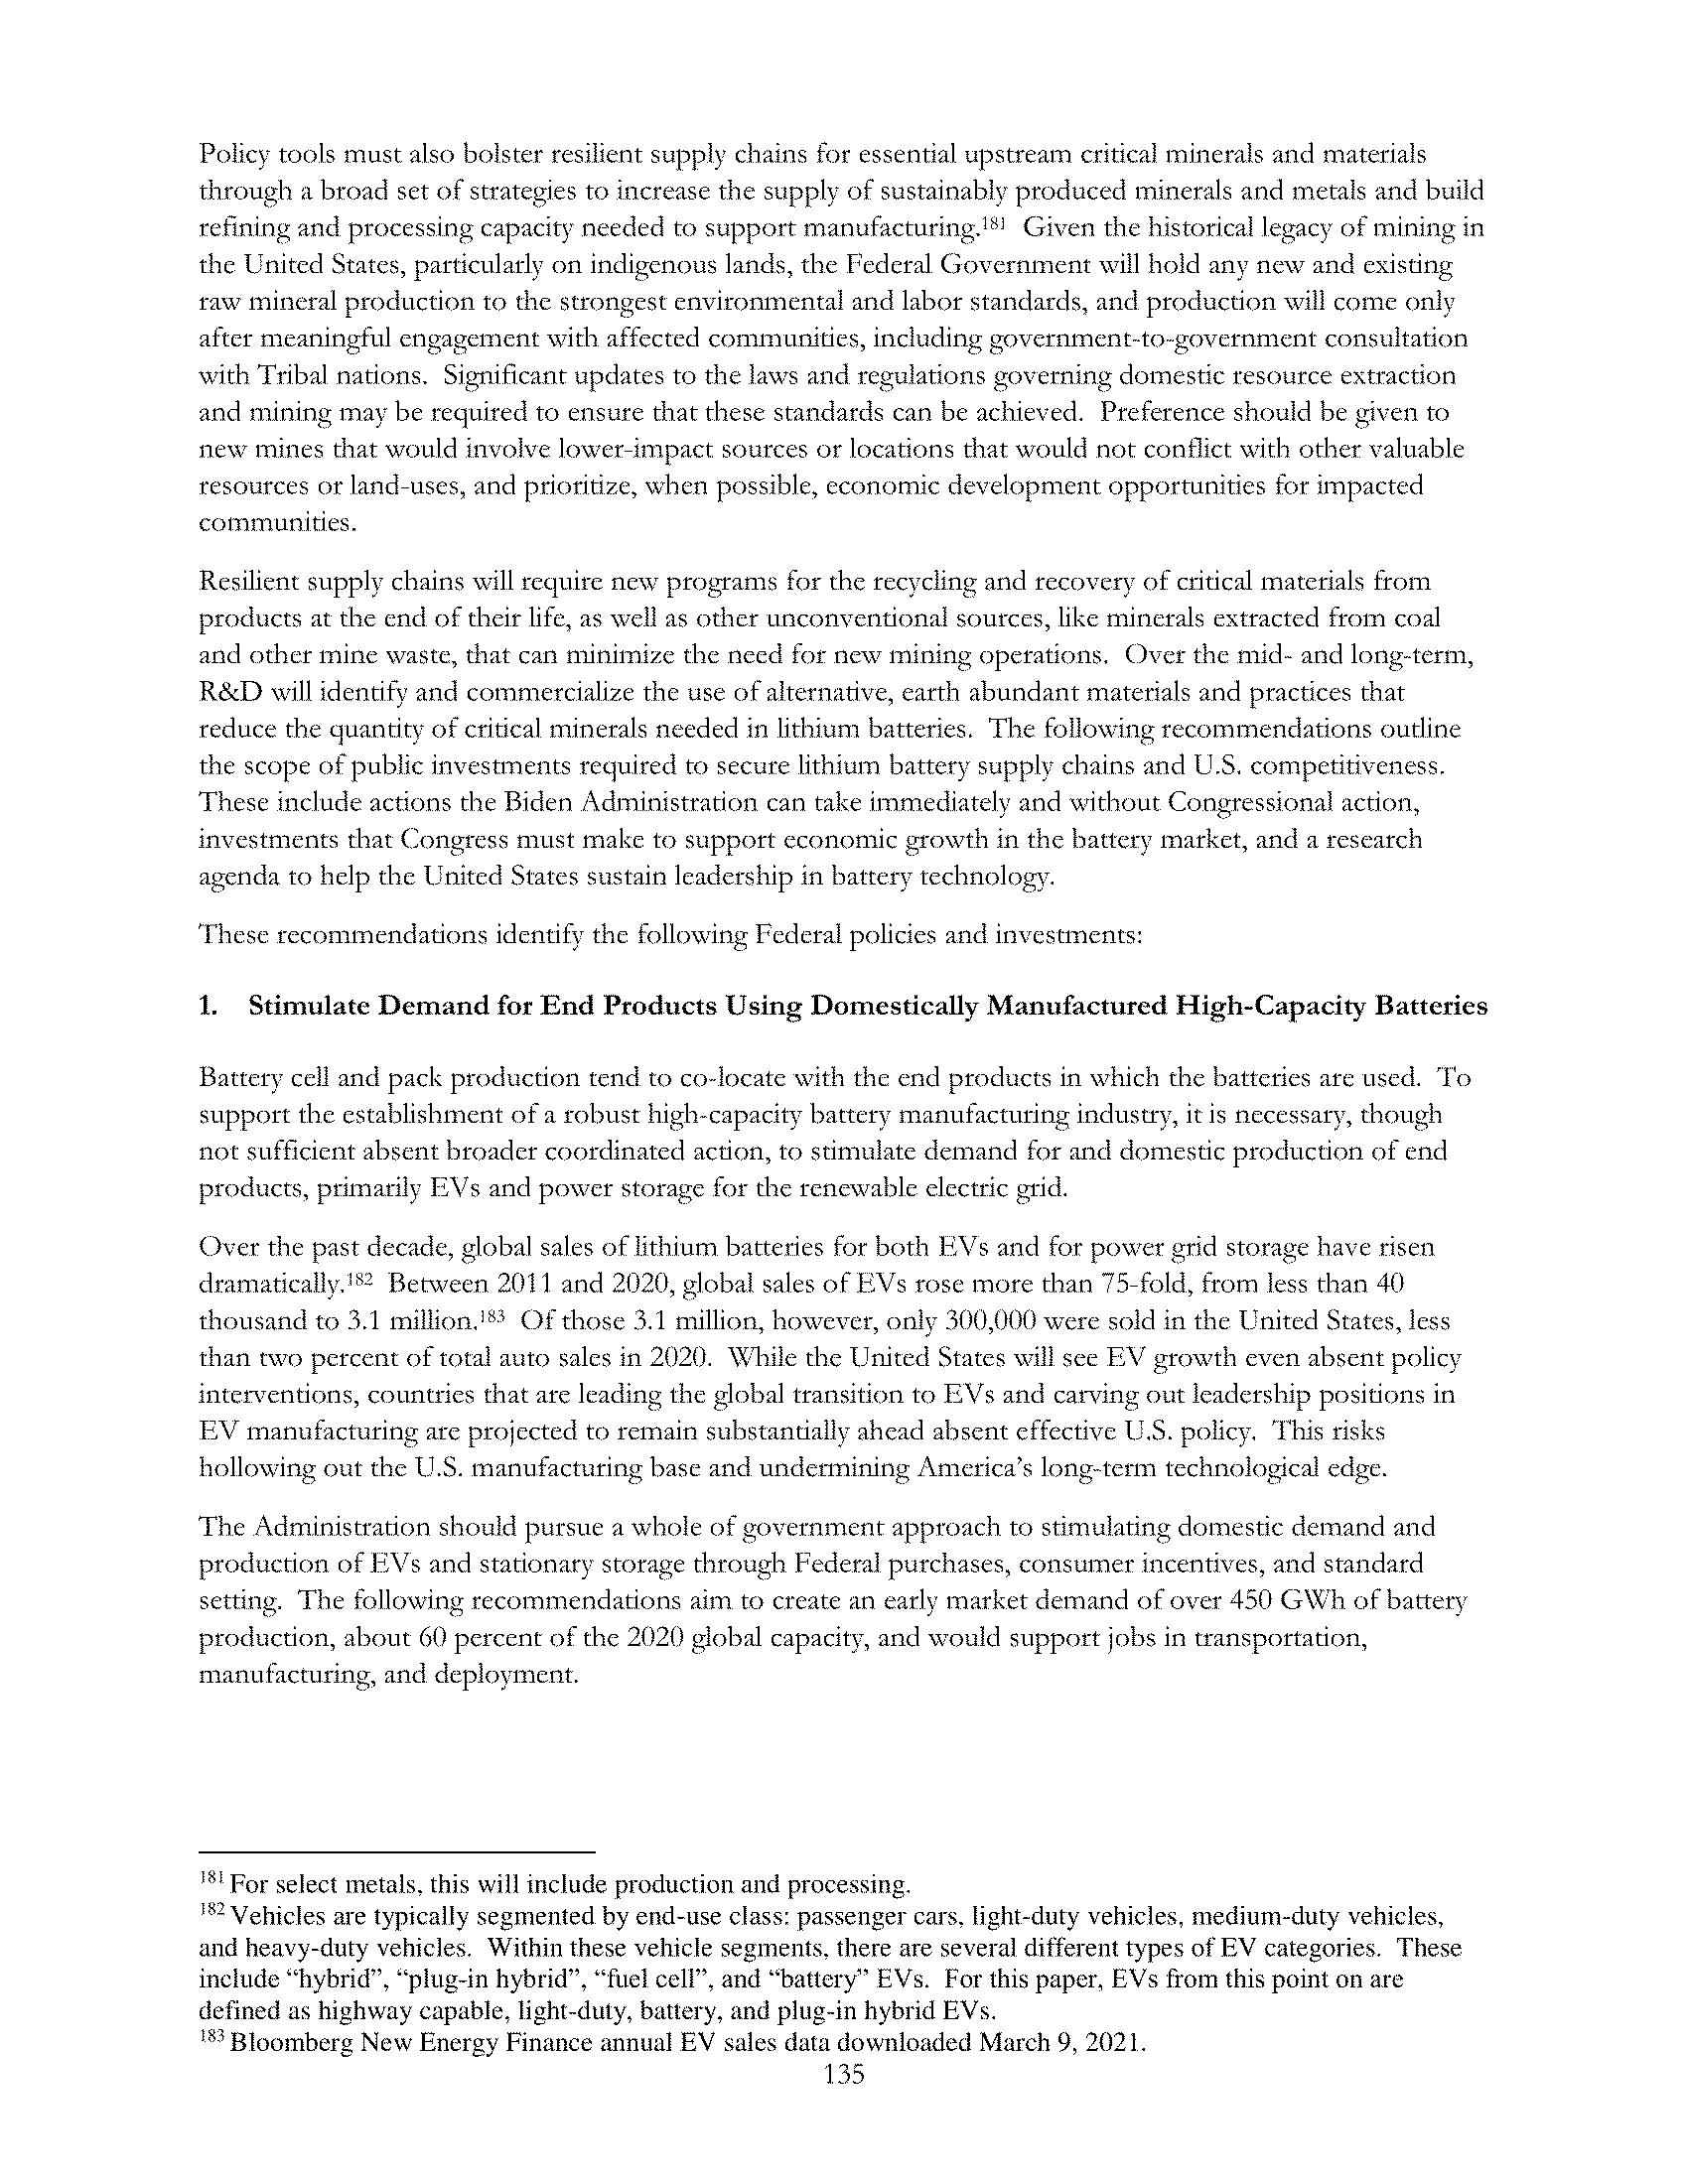 Policy tools must also bolster resilient supply chains for essential upstream critical minerals and materials
through a broad set of strategies to increase the supply of sustainably produced minerals and metals and build
refining and processing capacity needed to support manufacturing.181 Given the historical legacy of mining in
the United States, particularly on indigenous lands, the Federal Government will hold any new and existing
raw mineral production to the strongest environmental and labor standards, and production will come only
after meaningful engagement with affected communities, including government-to-government consultation
with Tribal nations. Significant updates to the laws and regulations governing domestic resource extraction
and mining may be required to ensure that these standards can be achieved. Preference should be given to
new mines that would involve lower-impact sources or locations that would not conflict with other valuable
resources or land-uses, and prioritize, when possible, economic development opportunities for impacted
communities.
Resilient supply chains will require new programs for the recycling and recovery of critical materials from
products at the end of their life, as well as other unconventional sources, like minerals extracted from coal
and other mine waste, that can minimize the need for new mining operations. Over the mid- and long-term,
R&D will identify and commercialize the use of alternative, earth abundant materials and practices that
reduce the quantity of critical minerals needed in lithium batteries. The following recommendations outline
the scope of public investments required to secure lithium battery supply chains and U.S. competitiveness.
These include actions the Biden Administration can take immediately and without Congressional action,
investments that Congress must make to support economic growth in the battery market, and a research
agenda to help the United States sustain leadership in battery technology.
These recommendations identify the following Federal policies and investments:
1. Stimulate Demand for End Products Using Domestically Manufactured High-Capacity Batteries
Battery cell and pack production tend to co-locate with the end products in which the batteries are used. To
support the establishment of a robust high-capacity battery manufacturing industry, it is necessary, though
not sufficient absent broader coordinated action, to stimulate demand for and domestic production of end
products, primarily EVs and power storage for the renewable electric grid.
Over the past decade, global sales of lithium batteries for both EVs and for power grid storage have risen
dramatically.182 Between 2011 and 2020, global sales of EVs rose more than 75-fold, from less than 40
thousand to 3.1 million.183 Of those 3.1 million, however, only 300,000 were sold in the United States, less
than two percent of total auto sales in 2020. While the United States will see EV growth even absent policy
interventions, countries that are leading the global transition to EVs and carving out leadership positions in
EV manufacturing are projected to remain substantially ahead absent effective U.S. policy. This risks
hollowing out the U.S. manufacturing base and undermining America’s long-term technological edge.
The Administration should pursue a whole of government approach to stimulating domestic demand and
production of EVs and stationary storage through Federal purchases, consumer incentives, and standard
setting. The following recommendations aim to create an early market demand of over 450 GWh of battery
production, about 60 percent of the 2020 global capacity, and would support jobs in transportation,
manufacturing, and deployment.
181 For select metals, this will include production and processing.
182 Vehicles are typically segmented by end-use class: passenger cars, light-duty vehicles, medium-duty vehicles,
and heavy-duty vehicles. Within these vehicle segments, there are several different types of EV categories. These
include “hybrid”, “plug-in hybrid”, “fuel cell”, and “battery” EVs. For this paper, EVs from this point on are
defined as highway capable, light-duty, battery, and plug-in hybrid EVs.
183 Bloomberg New Energy Finance annual EV sales data downloaded March 9, 2021.
135